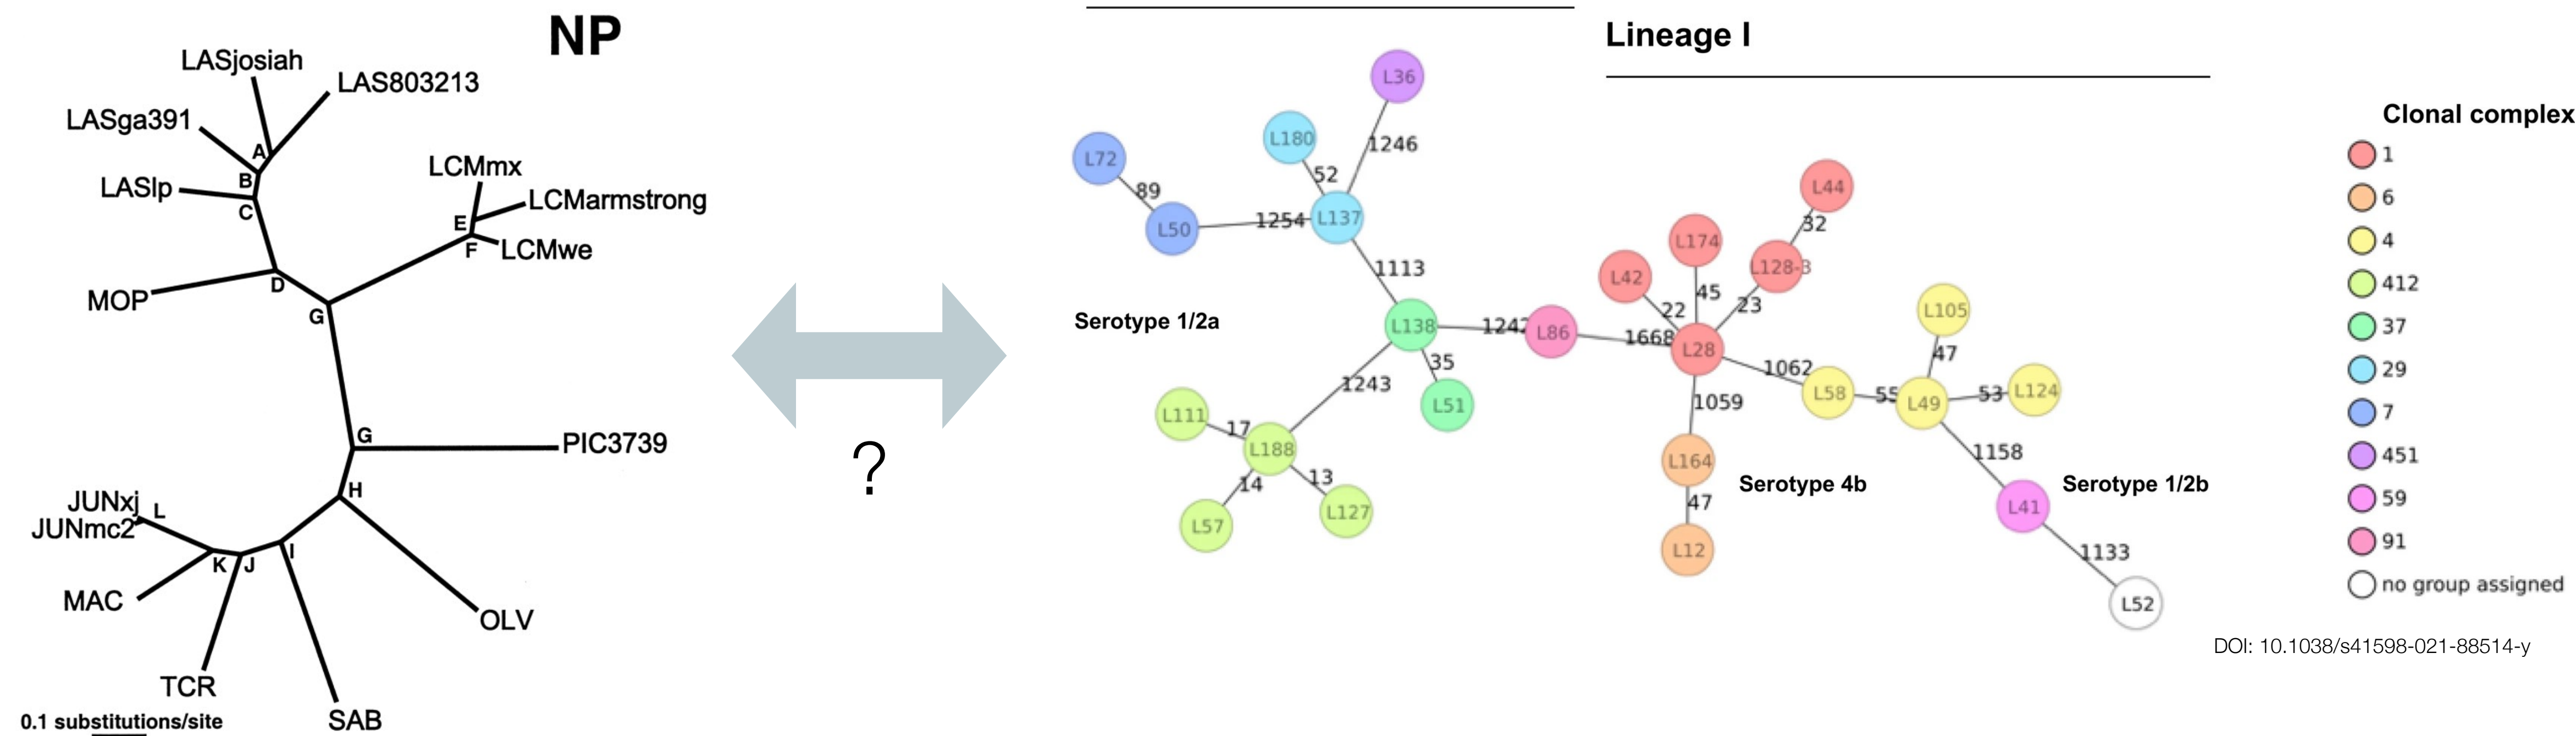 NP
LASjosiah
LAS803213
LASga391
A
B
LASlp
C
LCMmx
LCMarmstrong
E
F
LCMwe
MOP
D
G
G
PIC3739
H
JUNxj
L
JUNmc2
I
K
J
MAC
OLV
TCR
SAB
0.1 substitutions/site
?
Lineage I
L36
L180
1246
L72
52
89
L137
L50
1254
1113
Serotype 1/2a
L138
1242
L86
35
1243
L51
L111
17
L188
14
13
L57
L127
L44
L174
32
L42
L128-3
45
22
23
1668
L28
L105
1062
47
L58
55
L49
53
L124
1059
1158
L164
Serotype 4b
Serotype 1/2b
47
L41
L12
1133
L52
Clonal complex
1
6
4
412
37
29
7
451
59
91
no group assigned
DOI: 10.1038/s41598-021-88514-y